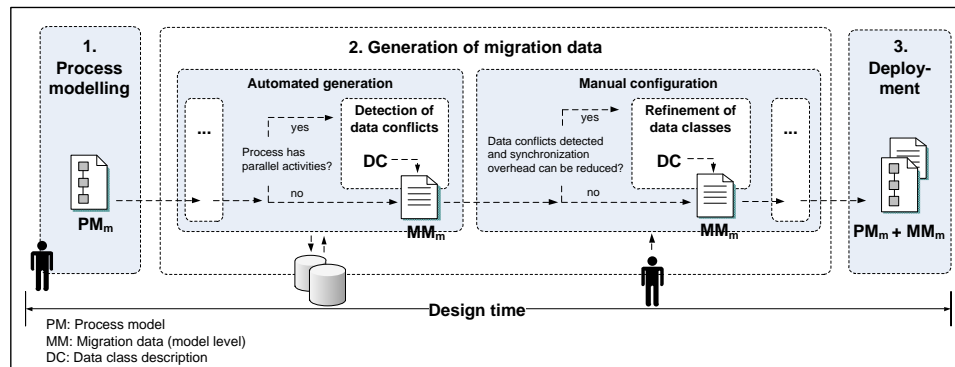 1.
Process
modelling
PMm
2. Generation of migration data
Automated generation
...
Process has
parallel activities?
yes
no
Detection of
data conflicts
DC
MMm
Manual configuration
Data conflicts detected
and synchronization
overhead can be reduced?
yes
no
Refinement of
data classes
DC
MMm
...
3.
Deploy-
ment
PMm + MMm
Design time
PM: Process model
MM: Migration data (model level)
DC: Data class description